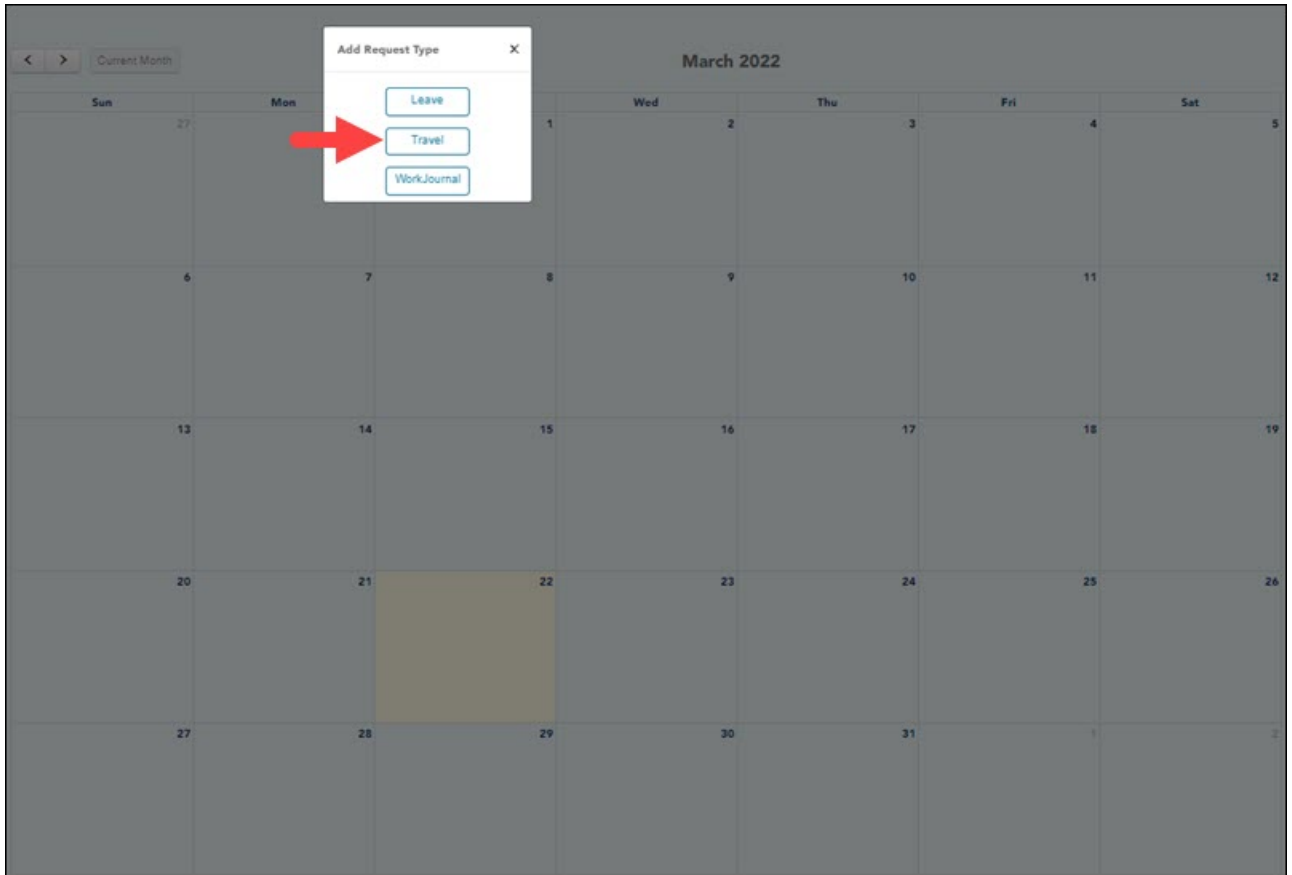 Add Request Type X
< > Current Month
March 2022
Leave
Sun Mon Wed Thu Fri Sat
27 1 2 3 4 5
Travel
WorkJournal
6 7 8 9 10 11 12
13 14 15 16 17 18 19
20 21 22 23 24 25 26
27 28 29 30 31 1 2